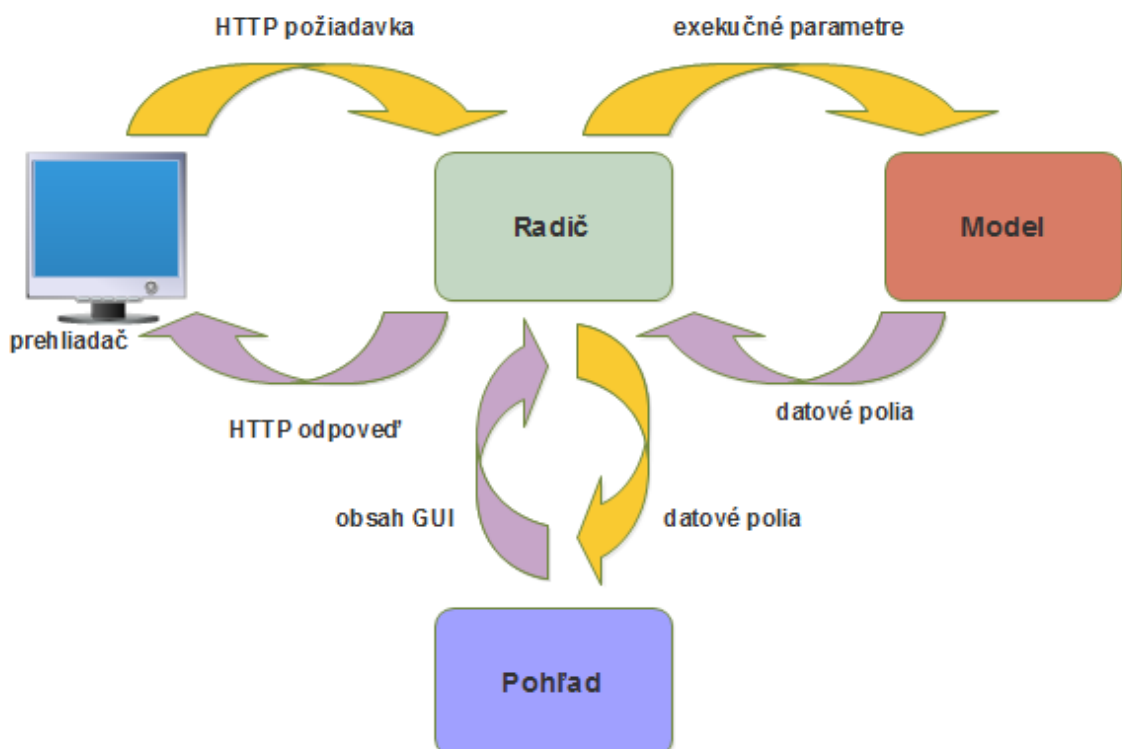 HTTP požiadavka
exekučné parametre
Radič
Model
prehliadač
HTTP odpoveď
datové polia
obsah GUI
datové polia
Pohľad